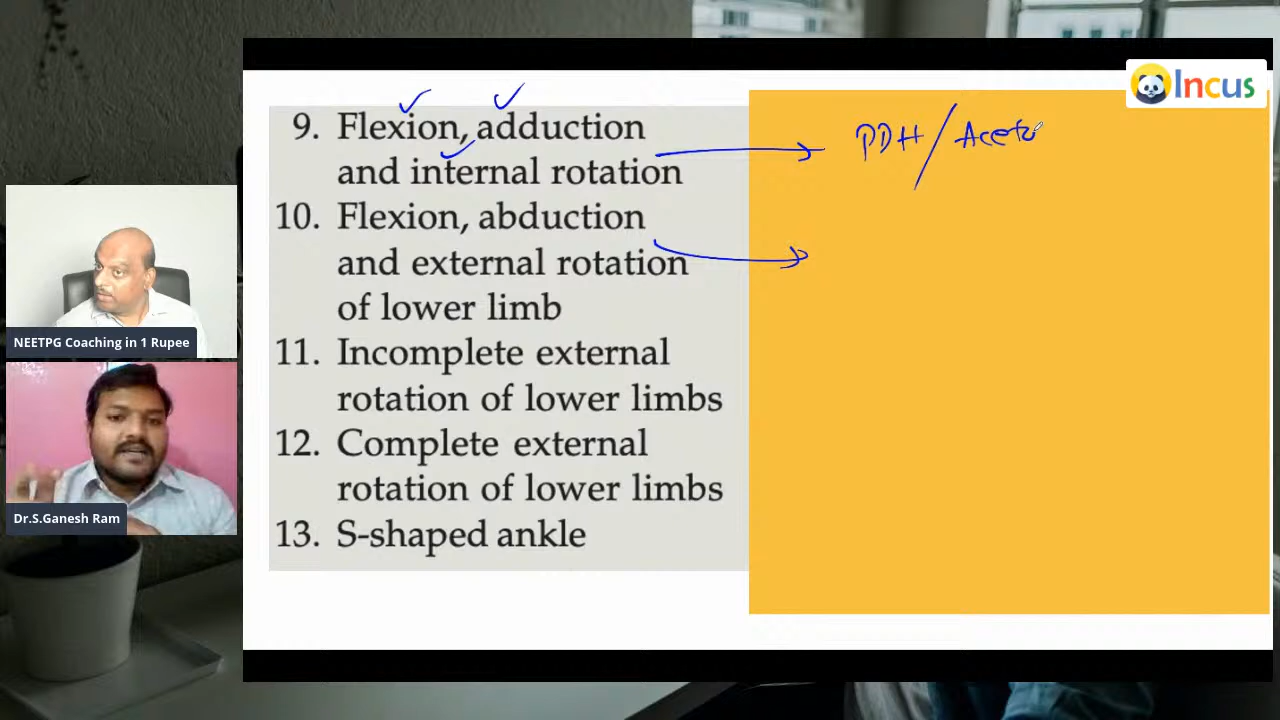 Incus
9. Flexion, adduction
and internal rotation
PDH / Aceta
10. Flexion, abduction
and external rotation
of lower limb
11. Incomplete external
rotation of lower limbs
12. Complete external
rotation of lower limbs
13. S-shaped ankle
NEETPG Coaching in 1 Rupee
Dr.S.Ganesh Ram